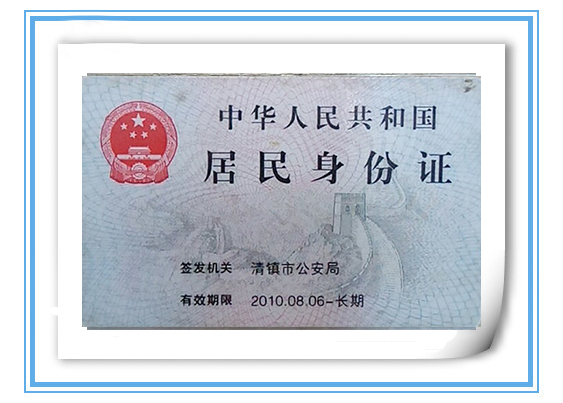 中华人民共和国
居民身份证
签发机关 清镇市公安局
有效期限 2010.08.06-长期